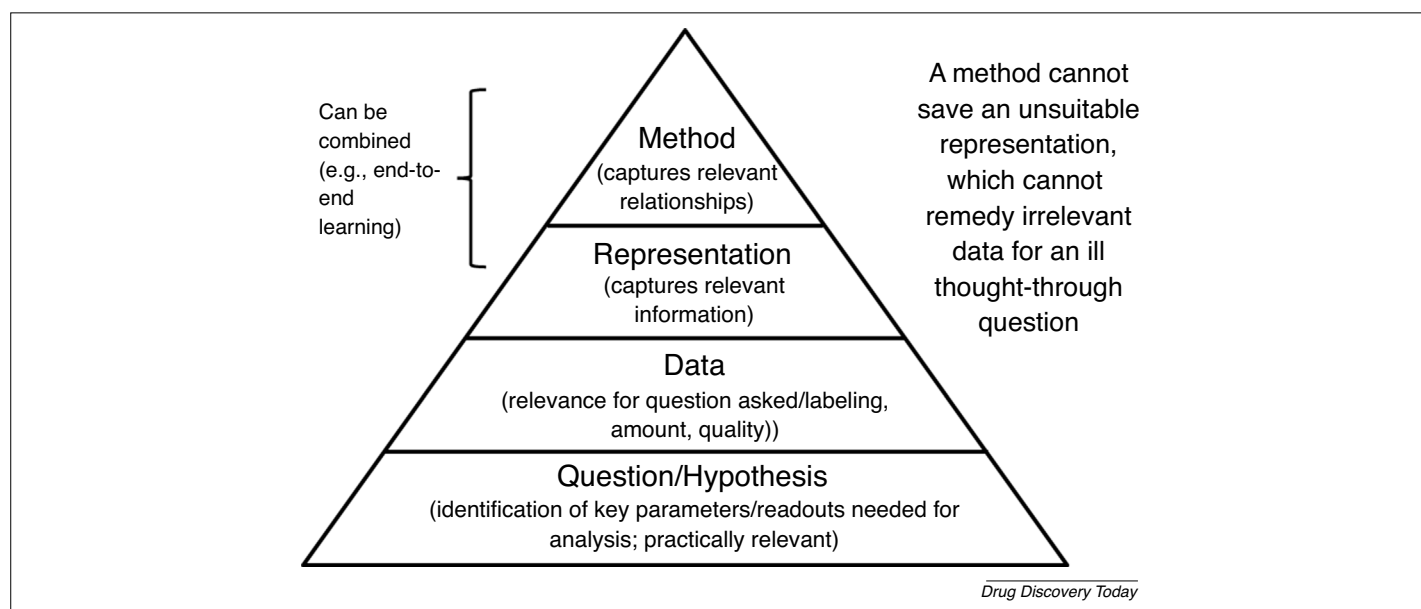 Can be
combined
(e.g., end-to-
end
learning)
Method
(captures relevant
relationships)
Representation
(captures relevant
information)
Data
(relevance for question asked/labeling,
amount, quality))
Question/Hypothesis
(identification of key parameters/readouts needed for
analysis; practically relevant)
A method cannot
save an unsuitable
representation,
which cannot
remedy irrelevant
data for an ill
thought-through
question
Drug Discovery Today